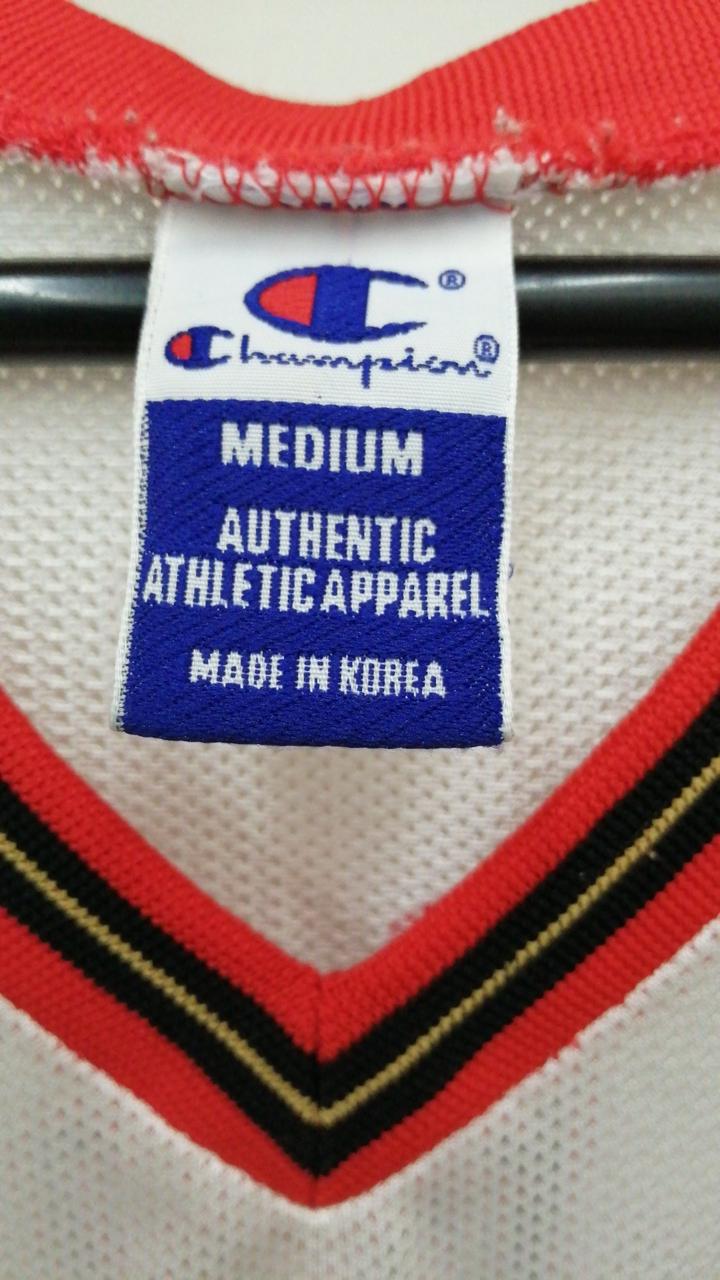 ®
Champion®
MEDIUM
AUTHENTIC
ATHLETIC APPAREL
MADE IN KOREA